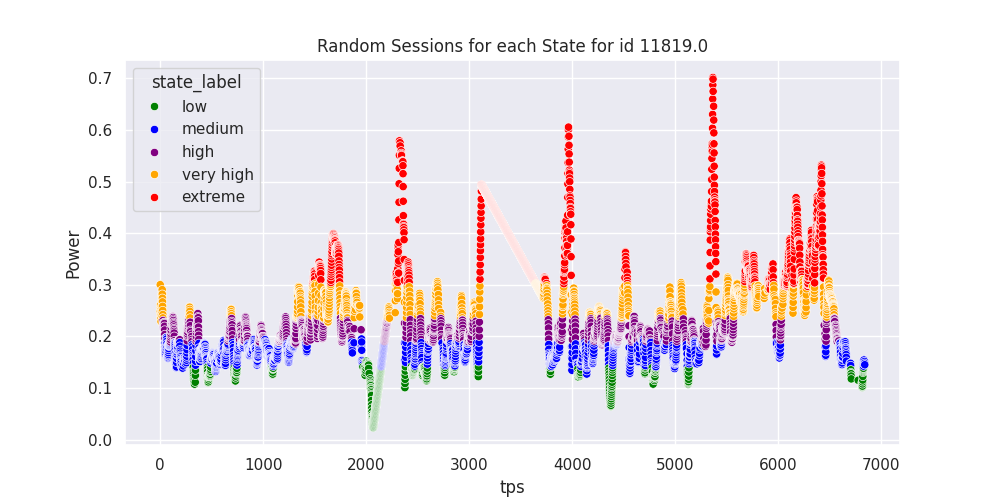 Random Sessions for each State for id 11819.0
state_label
low
medium
high
very high
extreme
Power
0.7
0.6
0.5
0.4
0.3
0.2
0.1
0.0
0 1000 2000 3000 4000 5000 6000 7000
tps